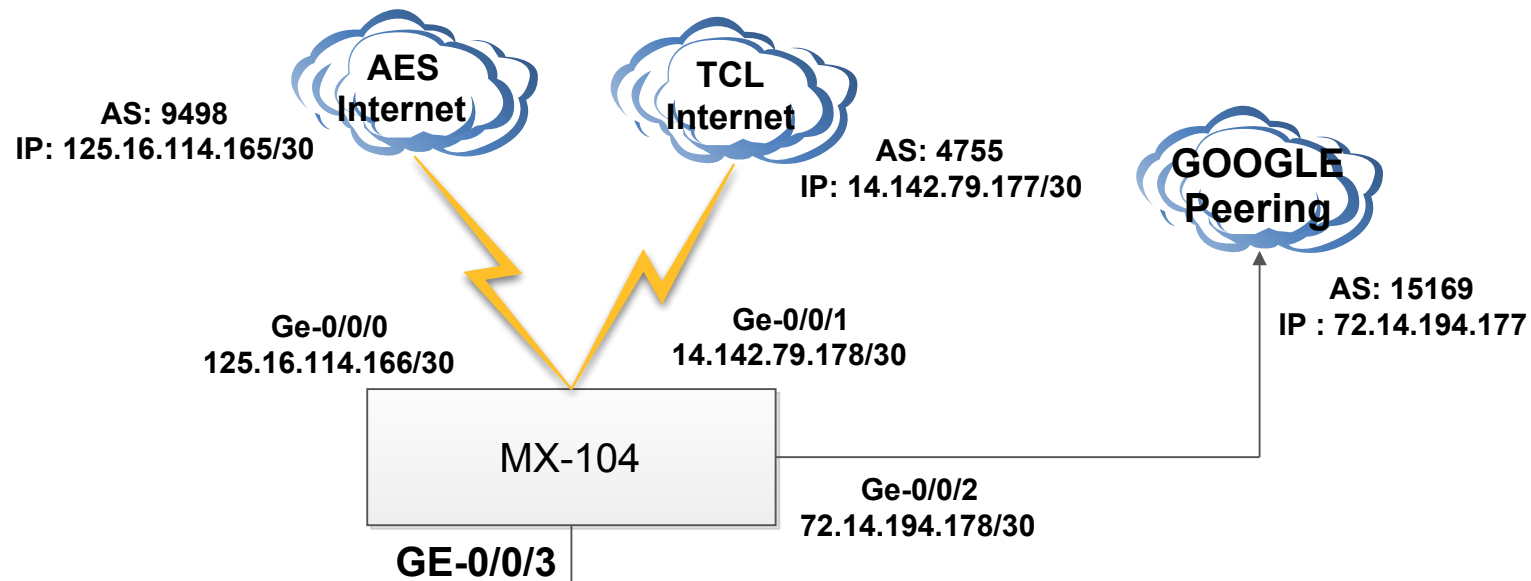 AES
Internet
AS: 9498
IP: 125.16.114.165/30
TCL
Internet
AS: 4755
IP: 14.142.79.177/30
GOOGLE
Peering
AS: 15169
IP : 72.14.194.177
Ge-0/0/0
125.16.114.166/30
Ge-0/0/1
14.142.79.178/30
MX-104
Ge-0/0/2
72.14.194.178/30
GE-0/0/3